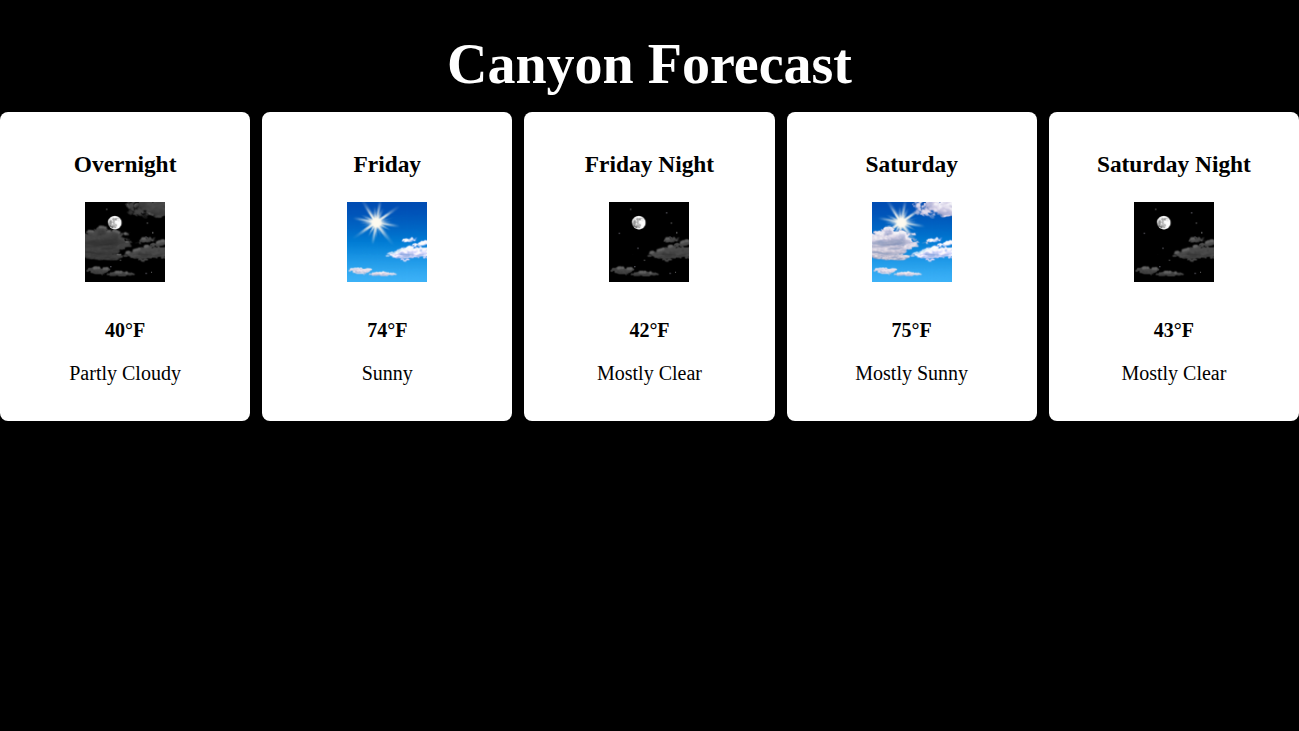 Canyon Forecast
Overnight
40°F
Partly Cloudy
Friday
74°F
Sunny
Friday Night
42°F
Mostly Clear
Saturday
75°F
Mostly Sunny
Saturday Night
43°F
Mostly Clear